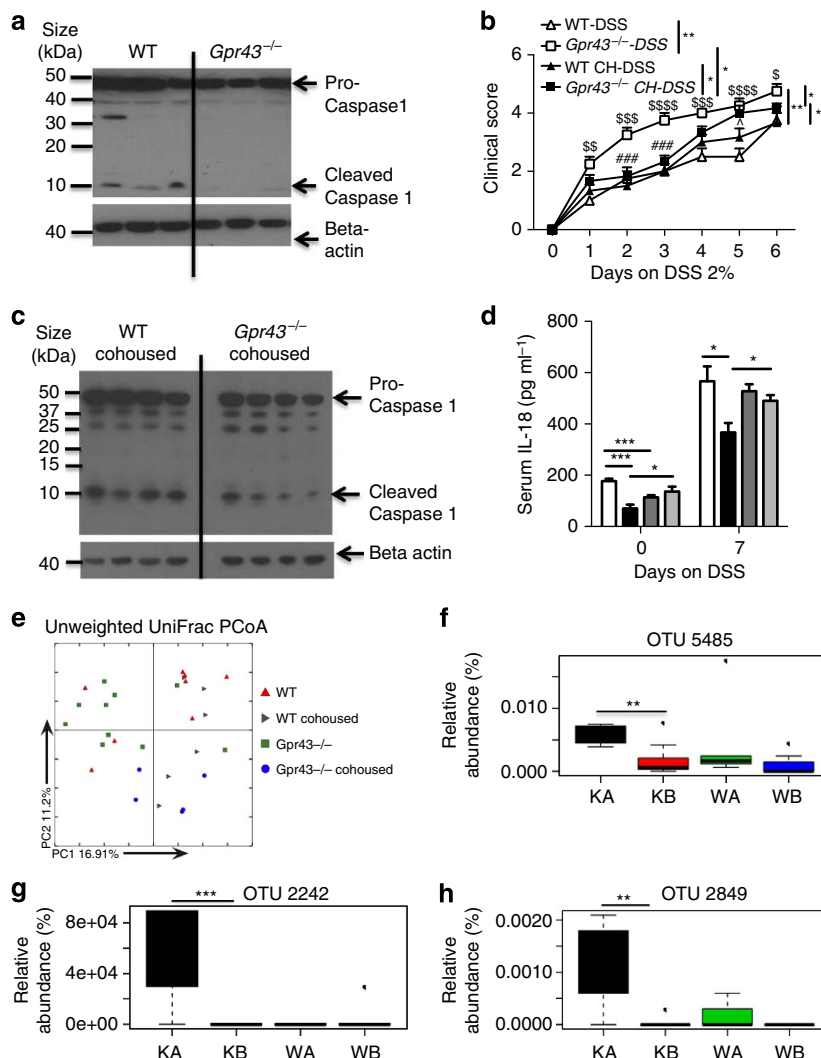 a
Size
(kDa)
WT
Gpr43−/−
50
40
30
20
10
40
Pro-
Caspase1
Cleaved
Caspase 1
Beta-
actin
b
WT-DSS
Gpr43−/−-DSS
WT CH-DSS
Gpr43−/− CH-DSS
**
*
*
Clinical score
6
4
2
0
$$
$$$
$$$$
$$$
$$$$
$
###
###
^
**
*
*
0 1 2 3 4 5 6
Days on DSS 2%
c
Size
(kDa)
WT
cohoused
Gpr43−/−
cohoused
50
37
25
20
15
10
40
Pro-
Caspase 1
Cleaved
Caspase 1
Beta actin
d
Serum IL-18 (pg ml−1)
800
600
400
200
0
***
***
*
*
*
0 7
Days on DSS
e
Unweighted UniFrac PCoA
PC2 11.2%
PC1 16.91%
WT
WT cohoused
Gpr43−/−
Gpr43−/− cohoused
f
OTU 5485
Relative
abundance (%)
0.010
0.000
**
KA KB WA WB
g
*** OTU 2242
Relative
abundance (%)
8e+04
4e+04
0e+00
KA KB WA WB
h
** OTU 2849
Relative
abundance (%)
0.0020
0.0010
0.0000
KA KB WA WB